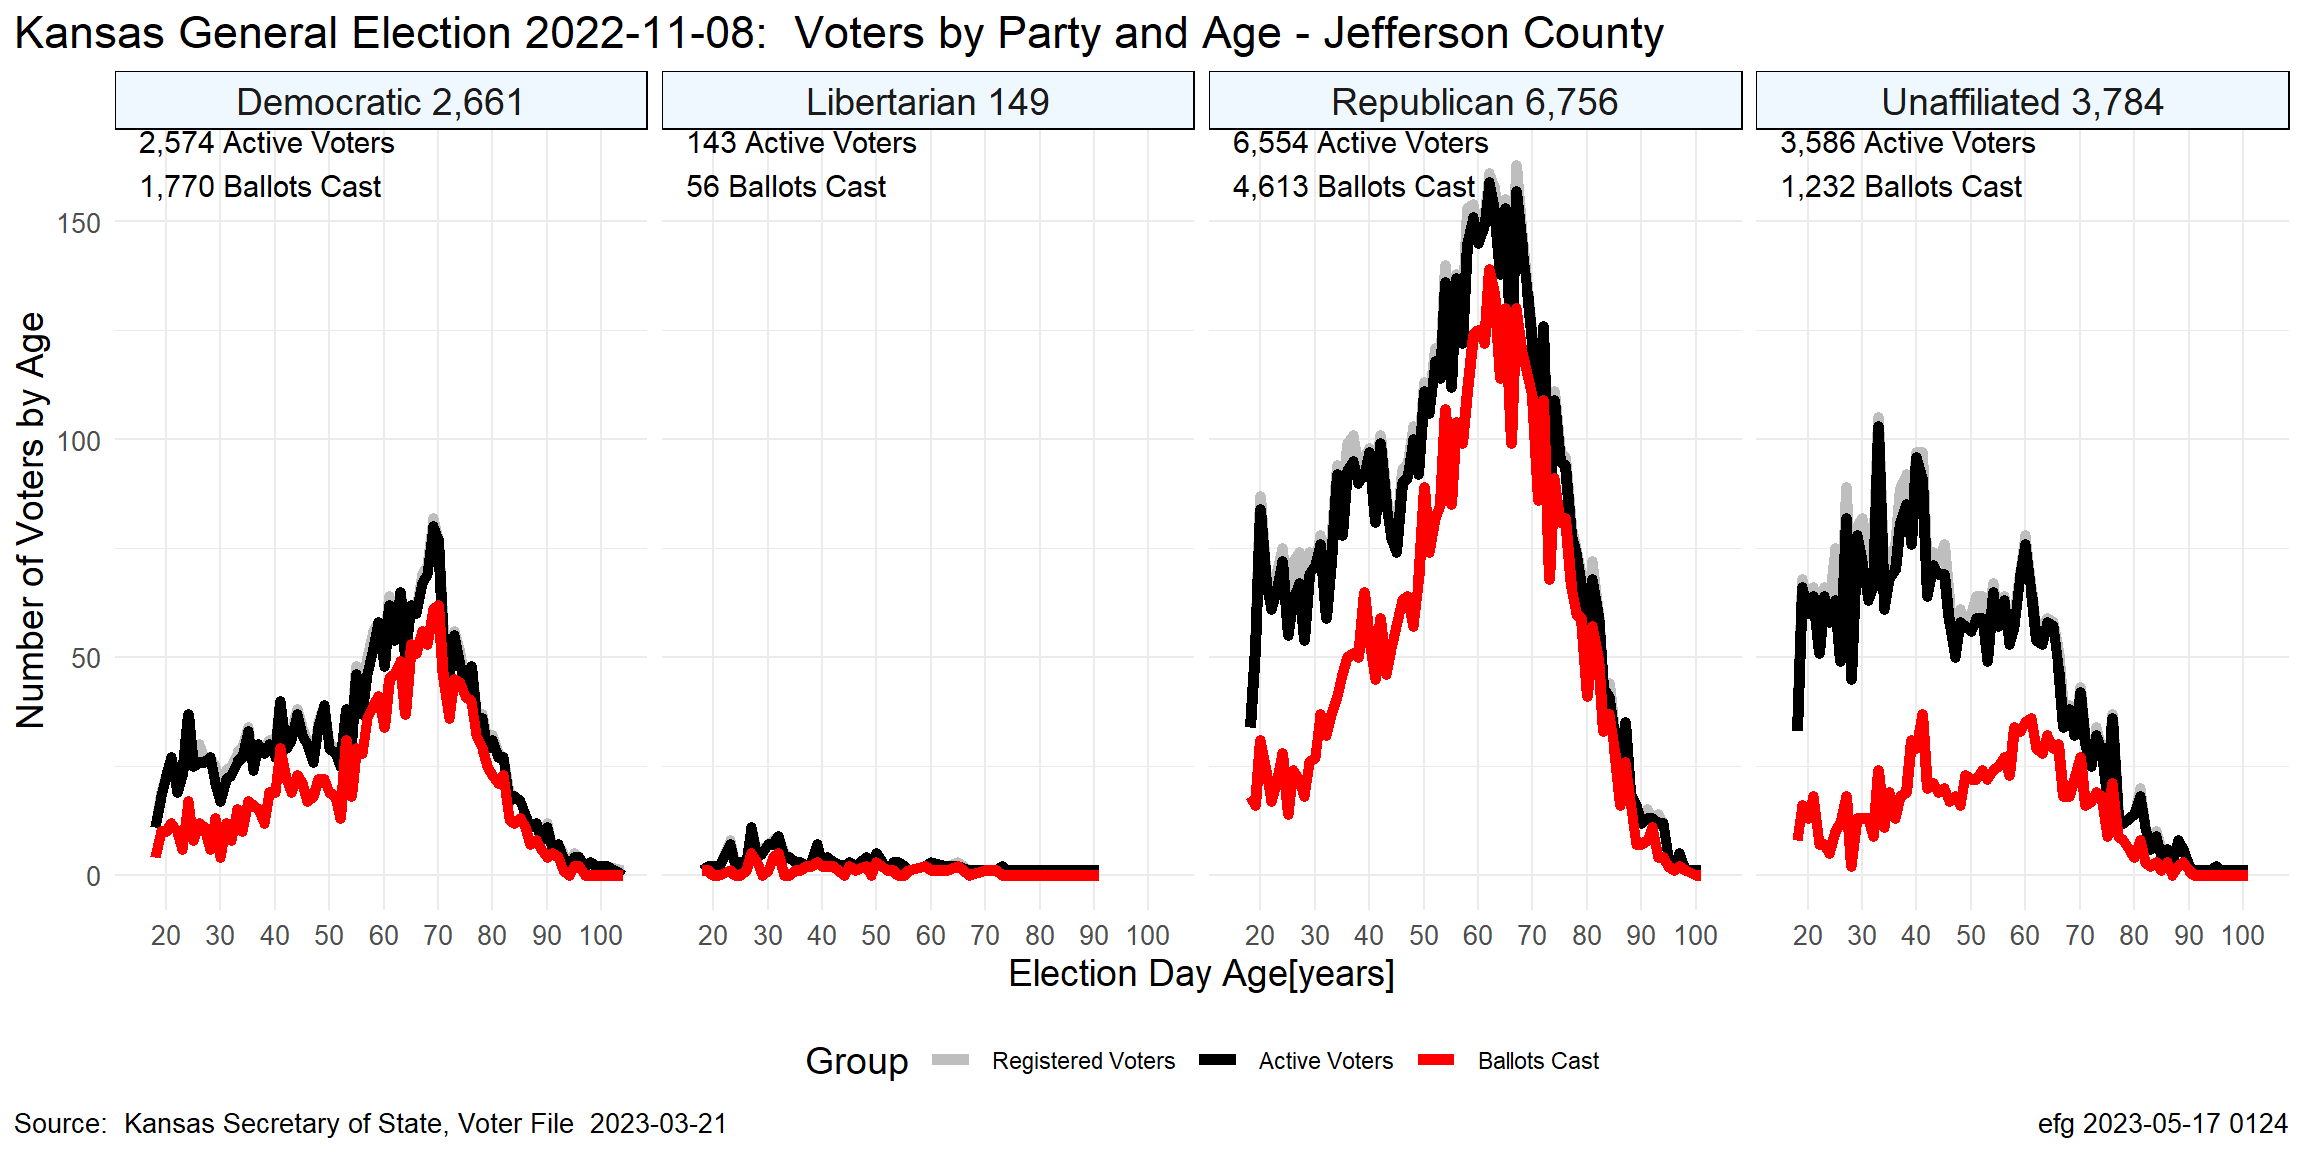 Kansas General Election 2022-11-08:  Voters by Party and Age - Jefferson County
Democratic 2,661
Libertarian 149
Republican 6,756
Unaffiliated 3,784
2,574 Active Voters
1,770 Ballots Cast
143 Active Voters
56 Ballots Cast
6,554 Active Voters
4,613 Ballots Cast
3,586 Active Voters
1,232 Ballots Cast
Number of Voters by Age
150
100
50
0
20 30 40 50 60 70 80 90 100
20 30 40 50 60 70 80 90 100
20 30 40 50 60 70 80 90 100
20 30 40 50 60 70 80 90 100
Election Day Age[years]
Group Registered Voters Active Voters Ballots Cast
Source:  Kansas Secretary of State, Voter File  2023-03-21
efg 2023-05-17 0124